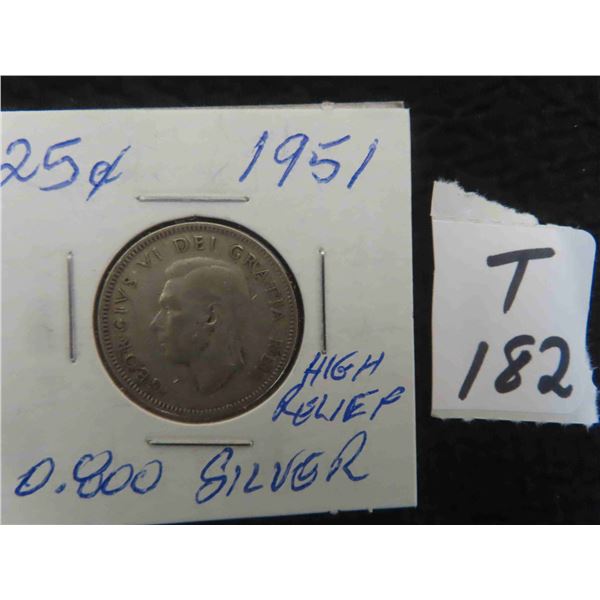 25¢ 1951
GEORGIVS VI DEI GRATIA REX
HIGH
RELIEF
0.800 SILVER
T
182